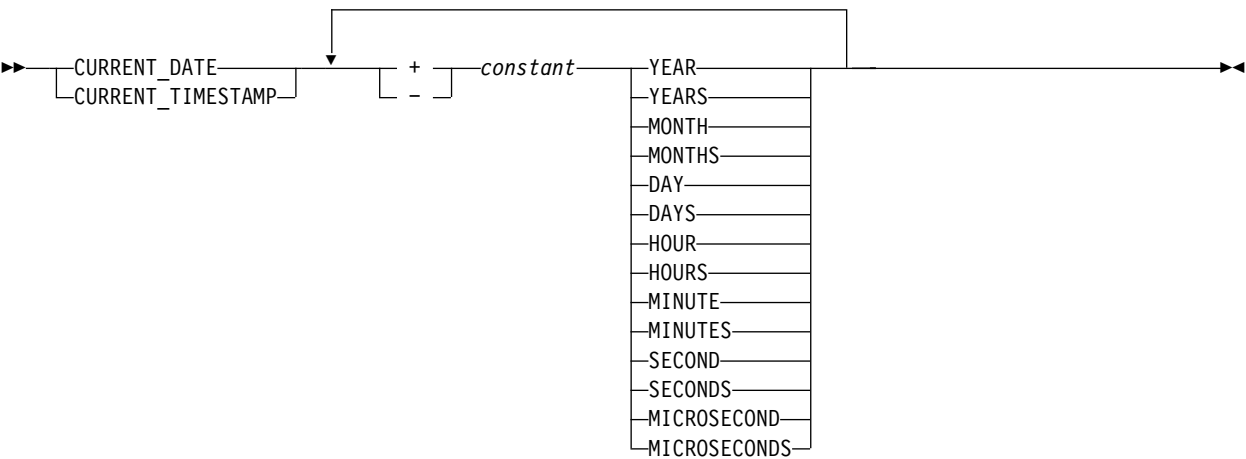 CURRENT_DATE + constant YEAR
CURRENT_TIMESTAMP – YEARS
MONTH
MONTHS
DAY
DAYS
HOUR
HOURS
MINUTE
MINUTES
SECOND
SECONDS
MICROSECOND
MICROSECONDS